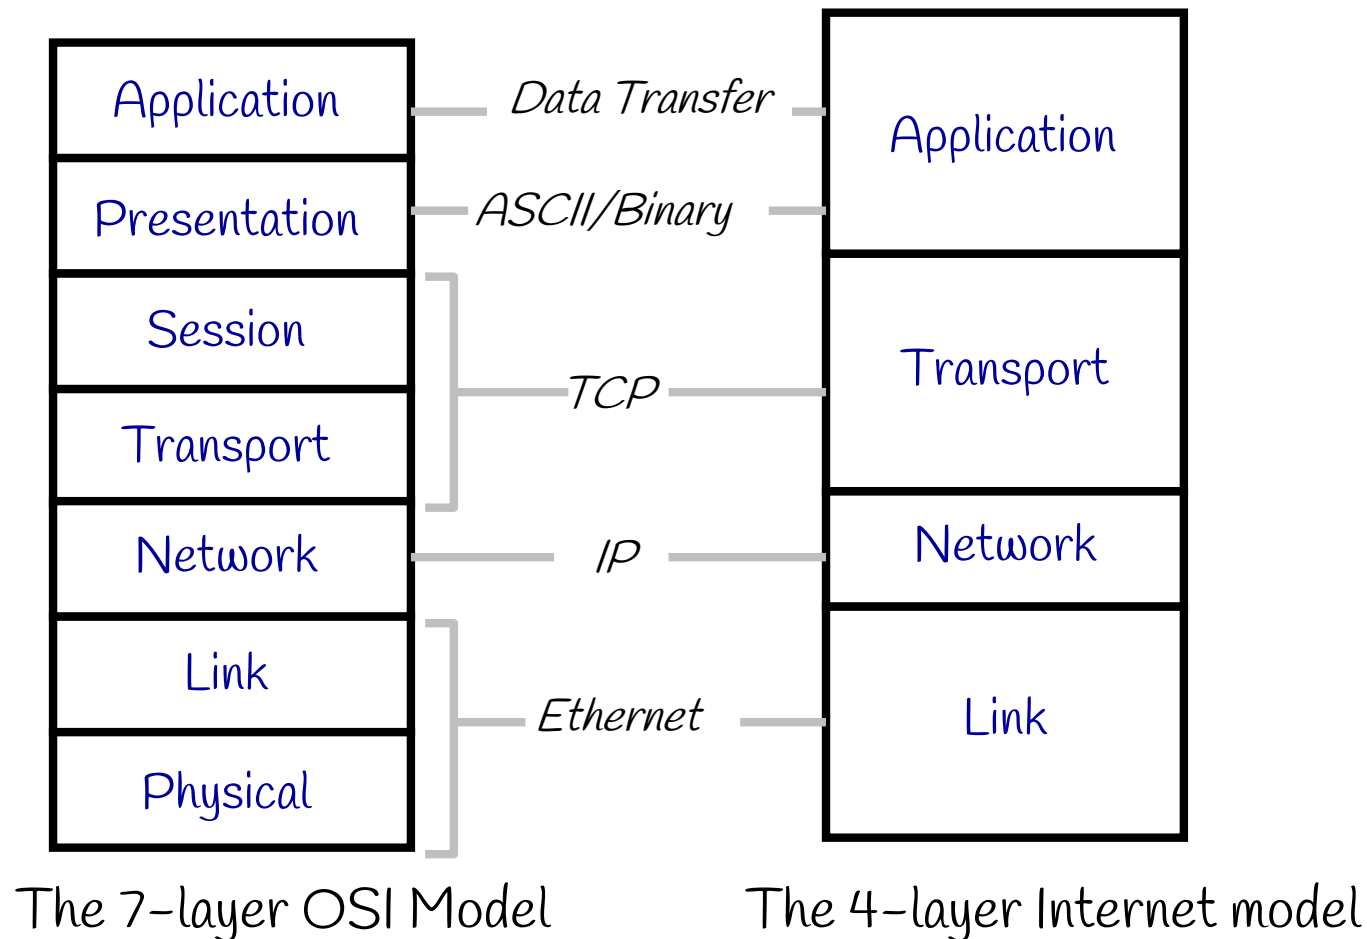 Application
Presentation
Session
Transport
Network
Link
Physical
Data Transfer
ASCII/Binary
TCP
IP
Ethernet
Application
Transport
Network
Link
The 7-layer OSI Model
The 4-layer Internet model